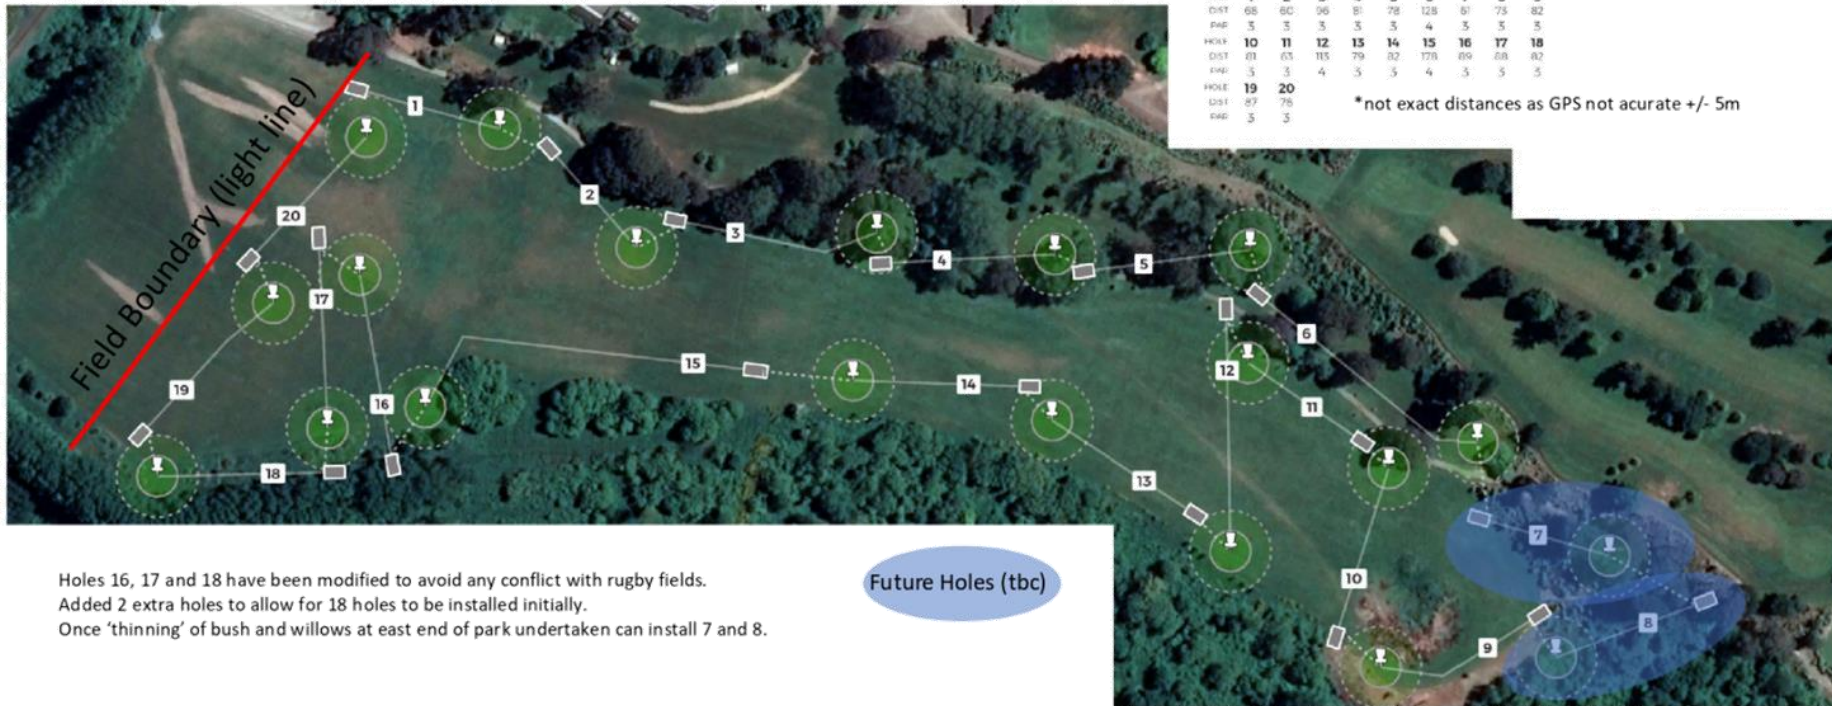 DIST 68 60 96 81 78 128 61 73 82
PAR 3 3 3 3 3 4 3 3 3
HOLE 10 11 12 13 14 15 16 17 18
DIST 81 63 115 79 82 178 89 88 82
PAR 3 3 4 3 3 4 3 3 3
HOLE 19 20
DIST 87 78
PAR 3 3
*not exact distances as GPS not acurate +/- 5m
Field Boundary (light line)
1
2
3
4
5
6
7
8
9
10
11
12
13
14
15
16
17
18
19
20
Holes 16, 17 and 18 have been modified to avoid any conflict with rugby fields.
Added 2 extra holes to allow for 18 holes to be installed initially.
Once ‘thinning’ of bush and willows at east end of park undertaken can install 7 and 8.
Future Holes (tbc)